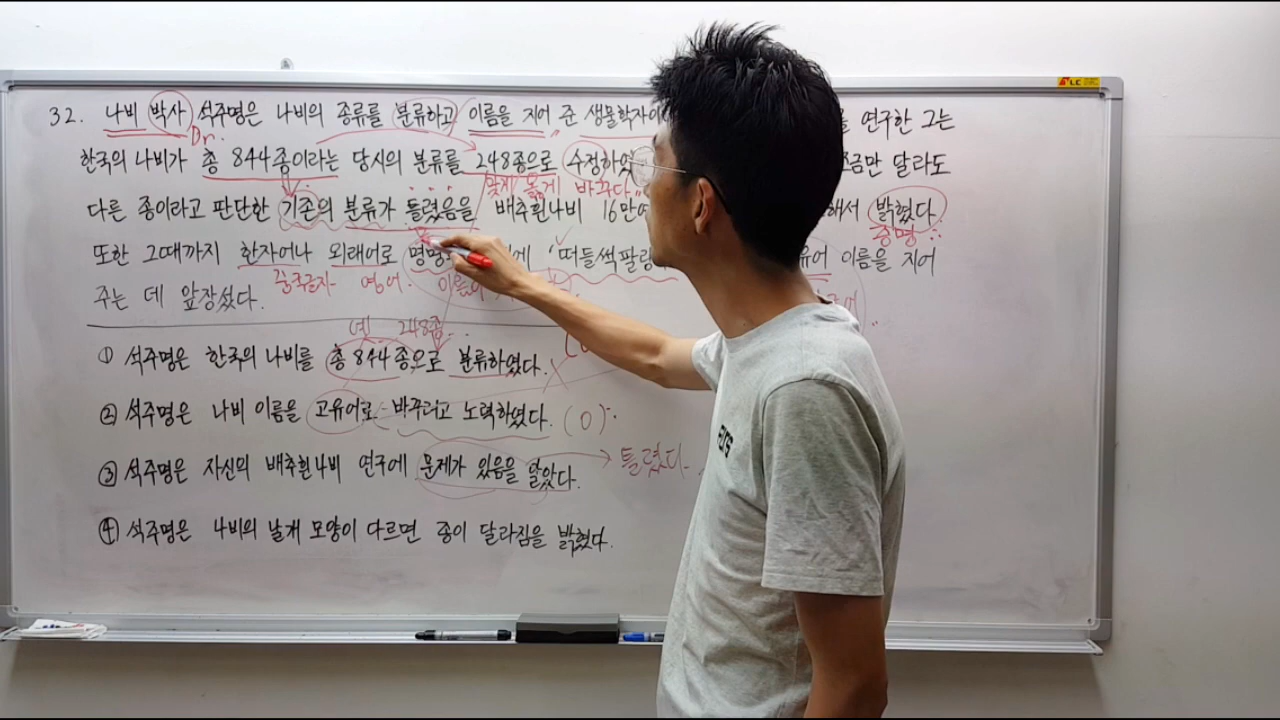 32. 나비 박사 석주명은 나비의 종류를 분류하고 이름을 지어 준 생물학자이 연구한 그는
Dr.
한국의 나비가 총 844종이라는 당시의 분류를 248종으로 수정하였 조금만 달라도
맞게 옳게 바꾸다
다른 종이라고 판단한 기존의 분류가 틀렸음을 배추흰나비 16만여 해서 밝혔다
증명
또한 그때까지 한자어나 외래어로 명명 게 '떠들썩팔랑 유어 이름을 지어
중국글자 영어 이름의
주는 데 앞장섰다.
넨 248종
① 석주명은 한국의 나비를 총 844종으로 분류하였다.
② 석주명은 나비 이름을 고유어로 바꾸려고 노력하였다. (O)
③ 석주명은 자신의 배추흰나비 연구에 문제가 있음을 알았다. 틀렸다
④ 석주명은 나비의 날개 모양이 다르면 종이 달라짐을 밝혔다.